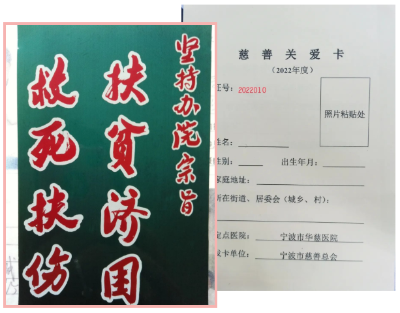 坚持办院宗旨
扶贫济困
救死扶伤
慈善关爱卡
（2022年度）
证号：2022010
照片粘贴处
姓名：
性别： 出生年月：
家庭地址：
所在街道、居委会（城乡、村）：
定点医院： 宁波市华慈医院
发卡单位： 宁波市慈善总会